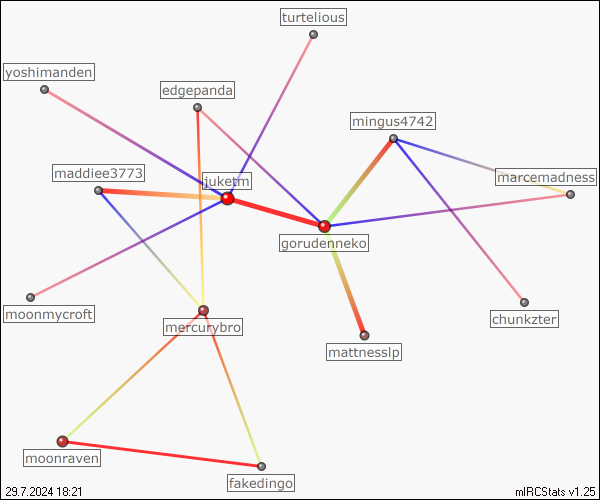 turtelious
yoshimanden
edgepanda
mingus4742
maddiee3773
marcemadness
juketm
gorudenneko
moonmycroft
chunkzter
mercurybro
mattnesslp
moonraven
fakedingo
29.7.2024 18:21
mIRCStats v1.25